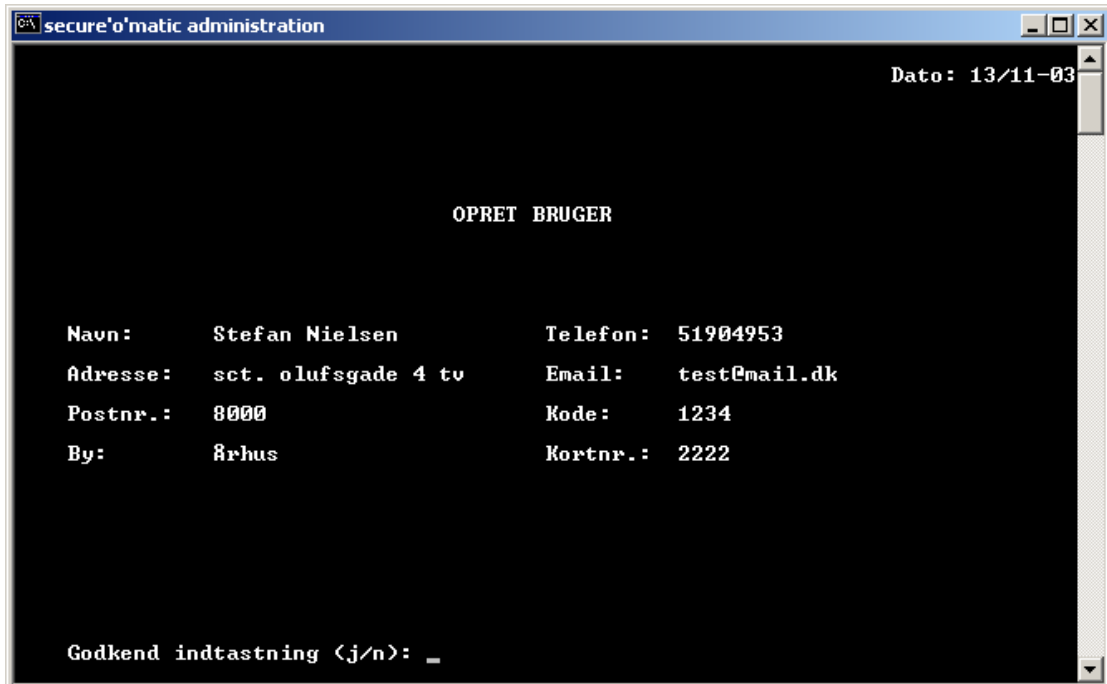 secure'o'matic administration
Dato: 13/11-03
OPRET BRUGER
Navn: Stefan Nielsen Telefon: 51904953
Adresse: sct. olufsgade 4 tv Email: test@mail.dk
Postnr.: 8000 Kode: 1234
By: Århus Kortnr.: 2222
Godkend indtastning (j/n): _